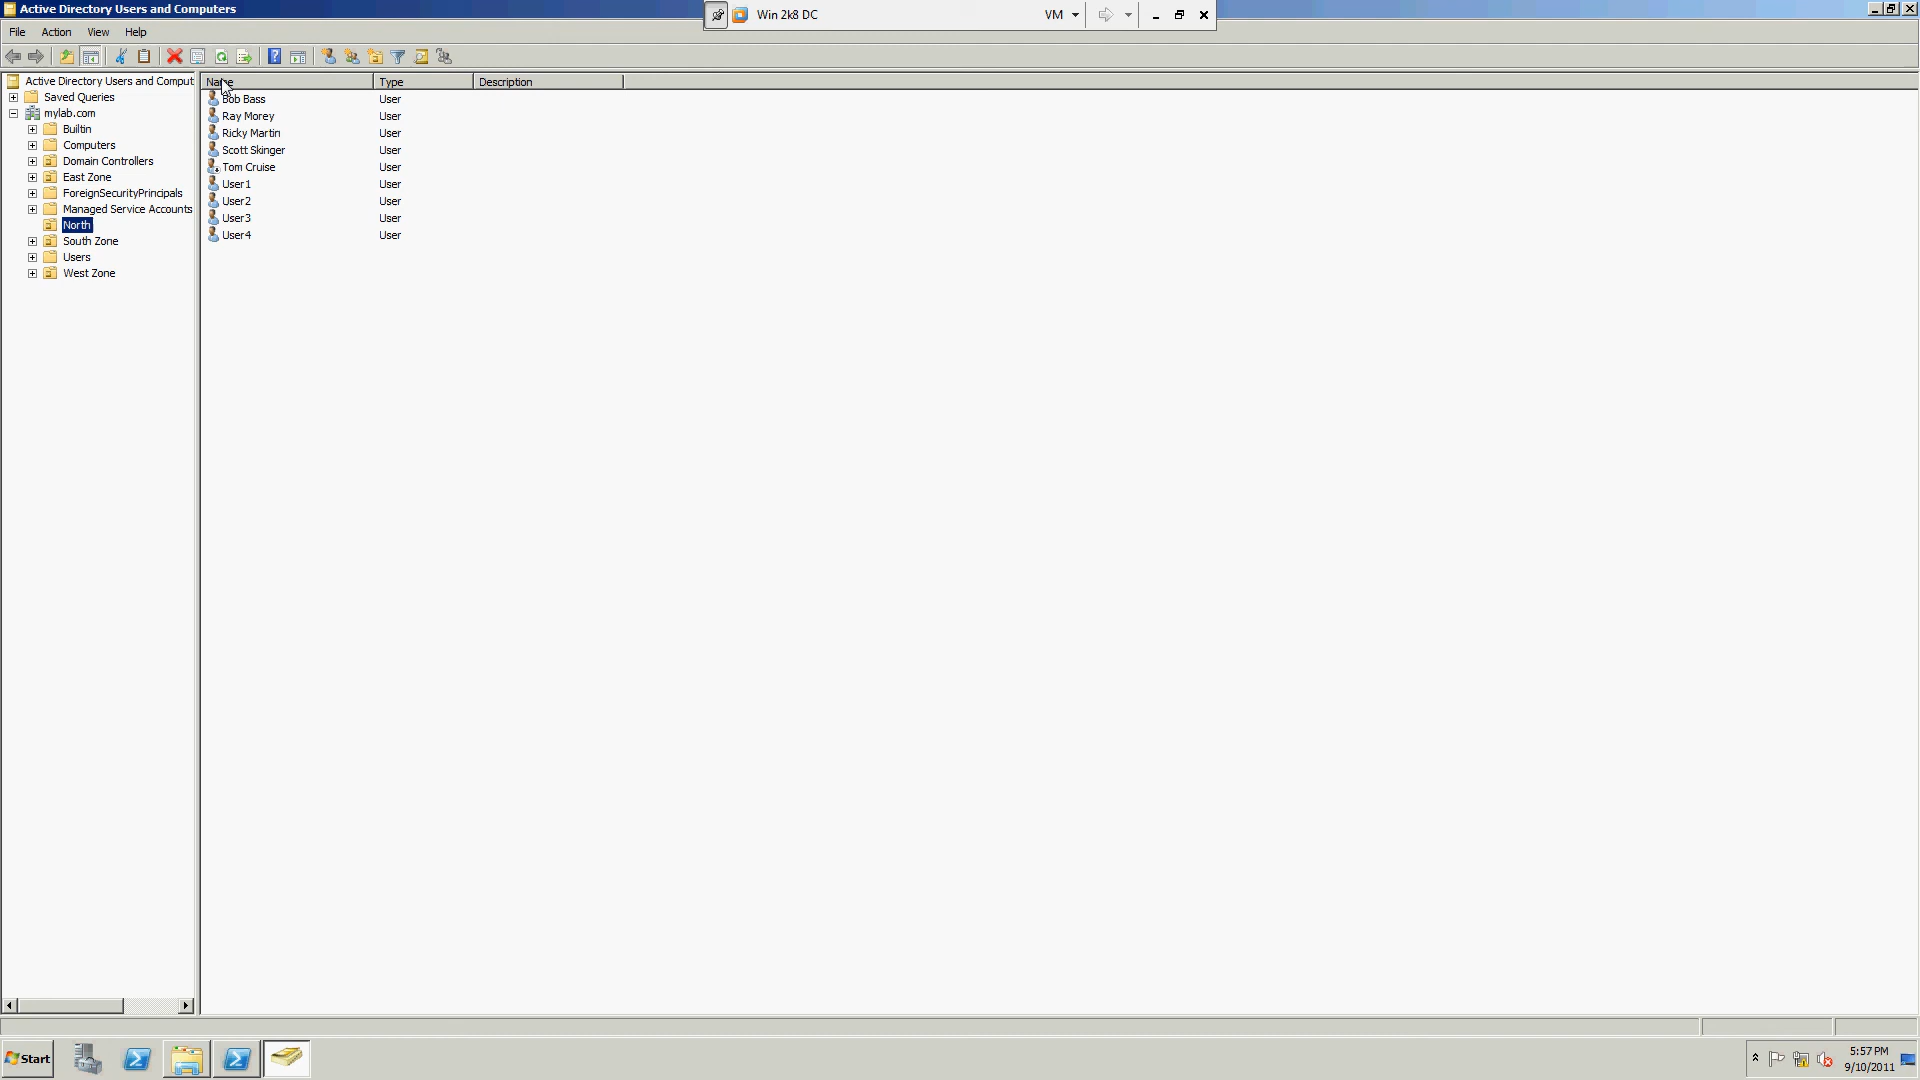 Active Directory Users and Computers
Win 2k8 DC
VM
File Action View Help
Active Directory Users and Comput
Saved Queries
mylab.com
Builtin
Computers
Domain Controllers
East Zone
ForeignSecurityPrincipals
Managed Service Accounts
North
South Zone
Users
West Zone
Name Type Description
Bob Bass User
Ray Morey User
Ricky Martin User
Scott Skinger User
Tom Cruise User
User1 User
User2 User
User3 User
User4 User
Start
5:57 PM
9/10/2011